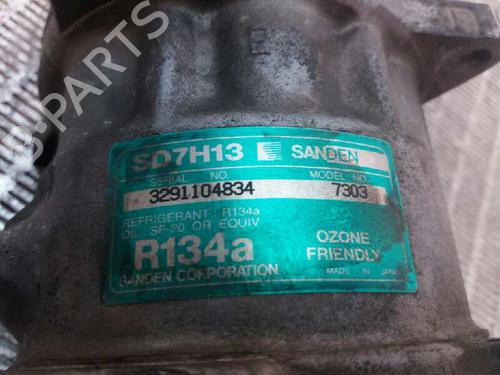 E
SD7H13 SANDEN
SERIAL NO. MODEL NO.
3291104834 7303
REFRIGERANT : R134a
OIL : SP-20 OR EQUIV
R134a OZONE FRIENDLY
SANDEN CORPORATION MADE IN JAPAN
B-PARTS